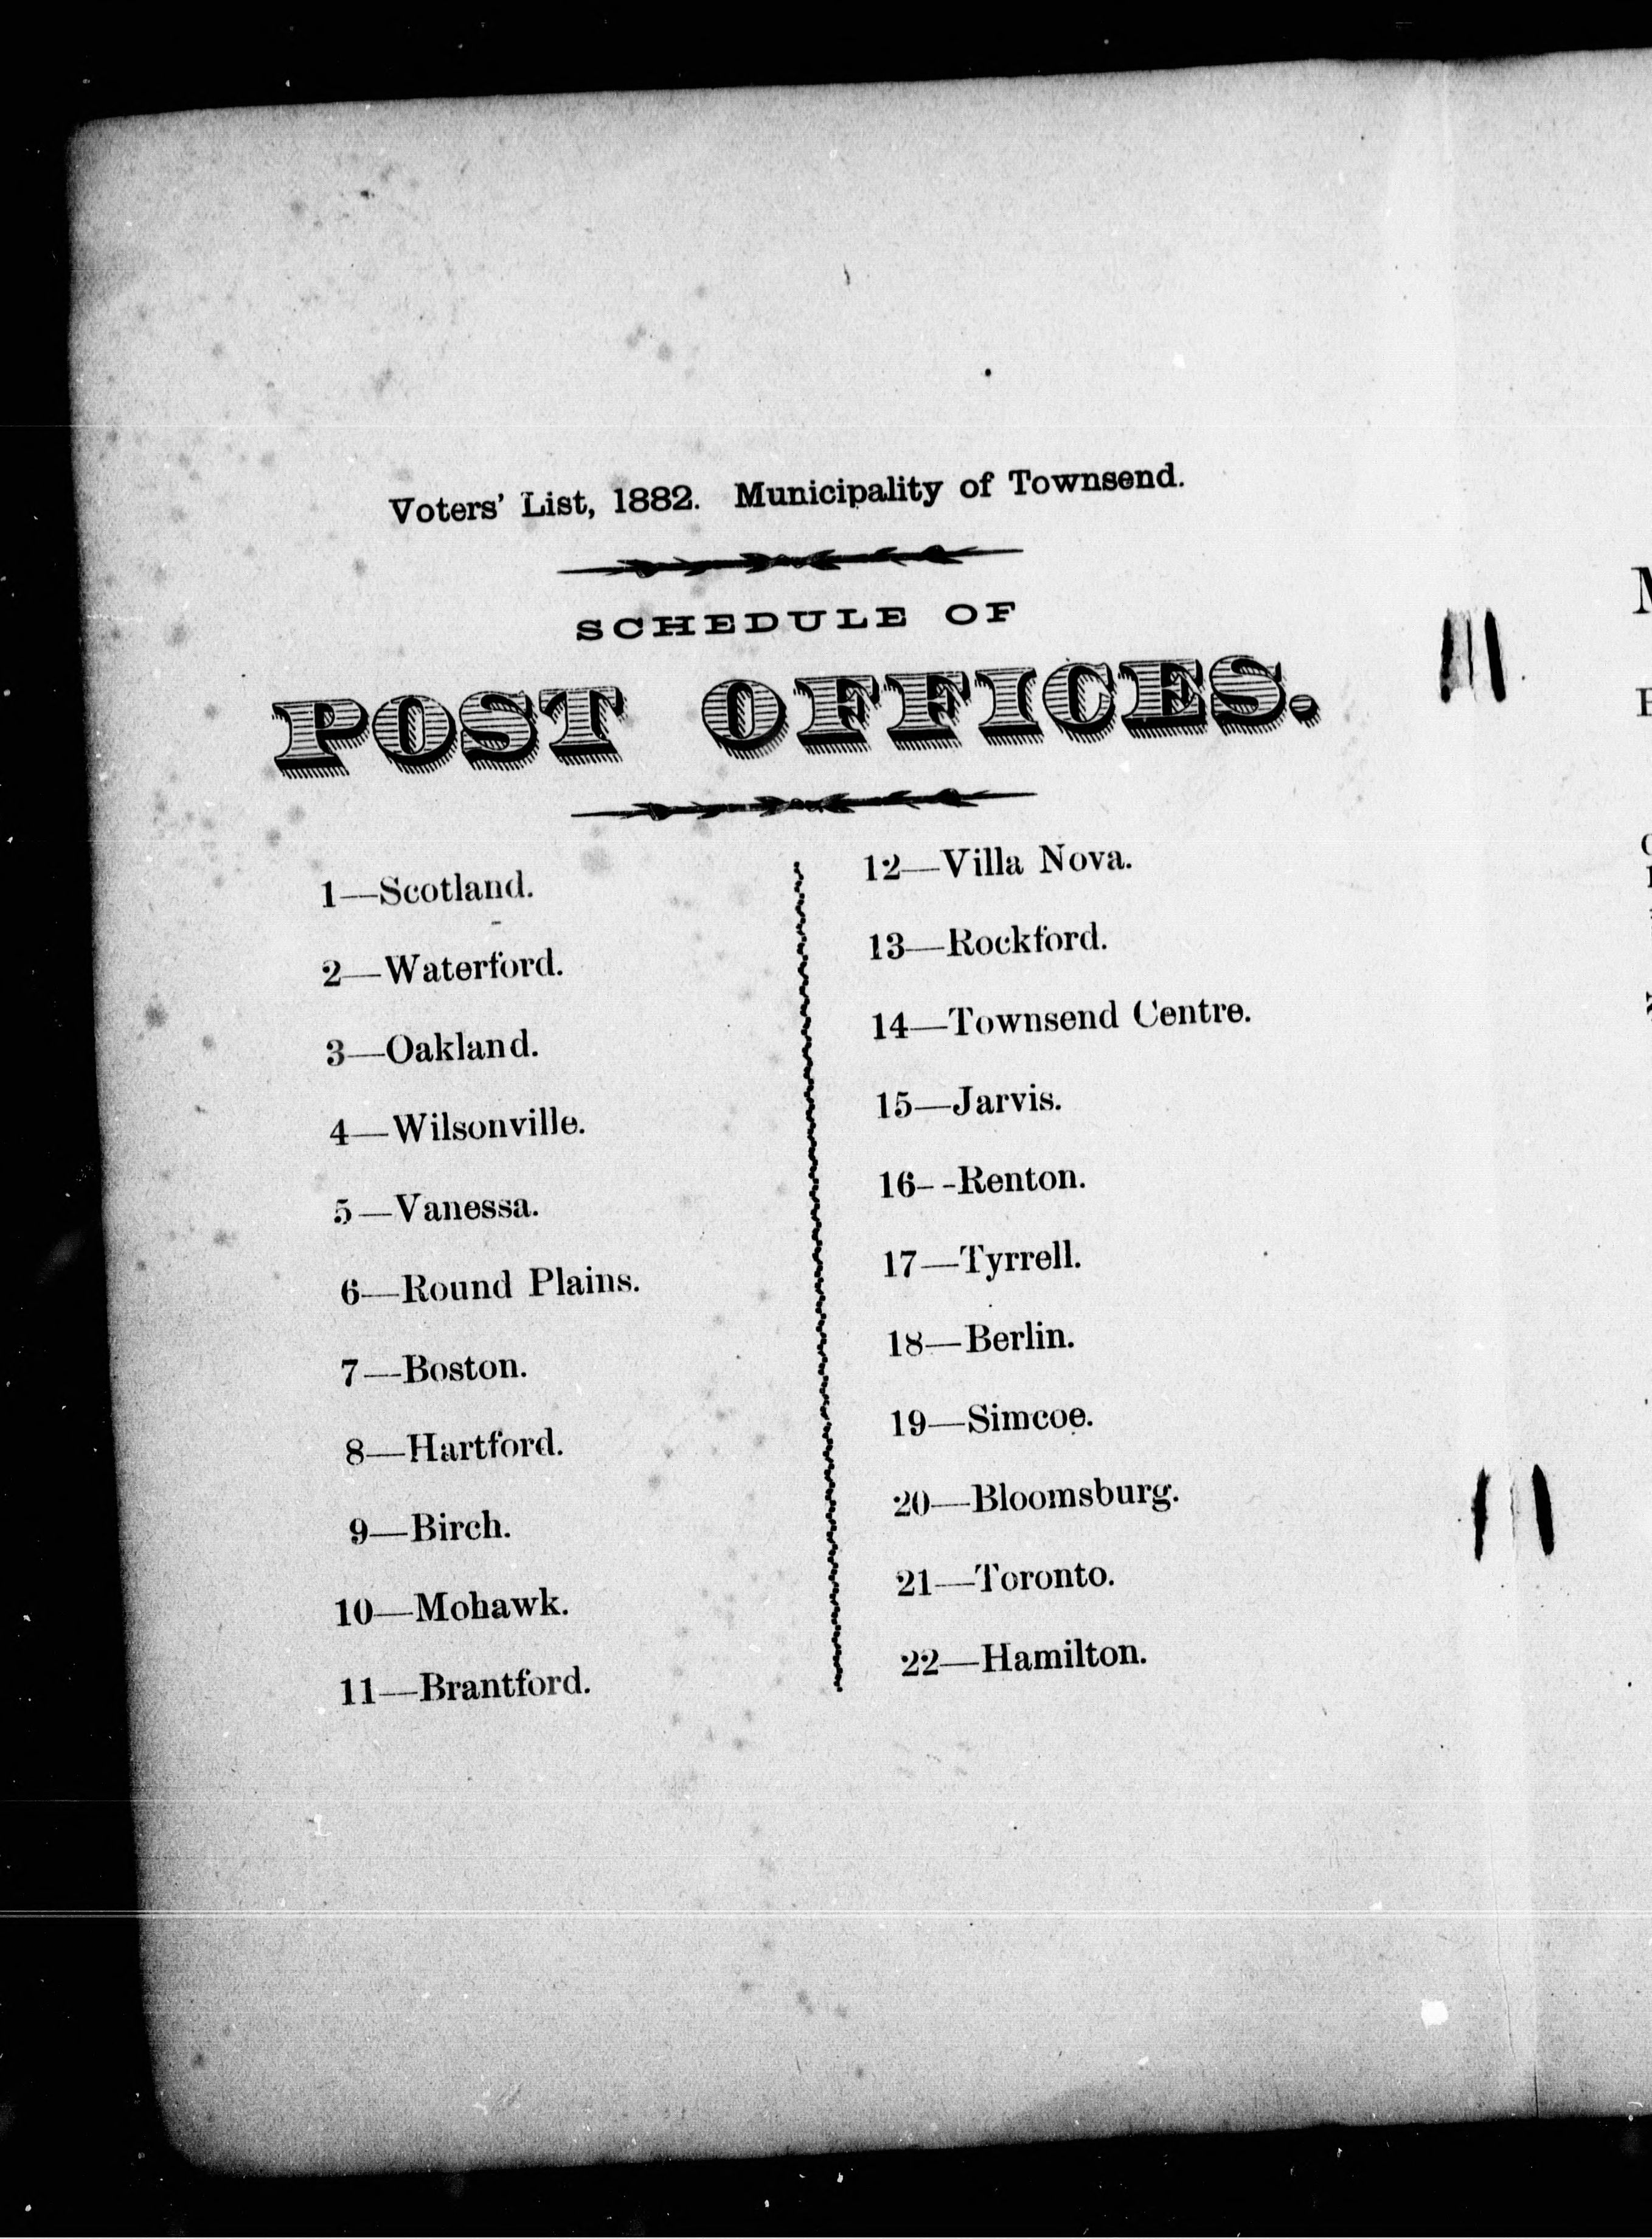 Voters' List, 1882. Municipality of Townsend.
SCHEDULE OF
POST OFFICES.
1—Scotland.
2—Waterford.
3—Oakland.
4—Wilsonville.
5—Vanessa.
6—Round Plains.
7—Boston.
8—Hartford.
9—Birch.
10—Mohawk.
11—Brantford.
12—Villa Nova.
13—Rockford.
14—Townsend Centre.
15—Jarvis.
16--Renton.
17—Tyrrell.
18—Berlin.
19—Simcoe.
20—Bloomsburg.
21—Toronto.
22—Hamilton.